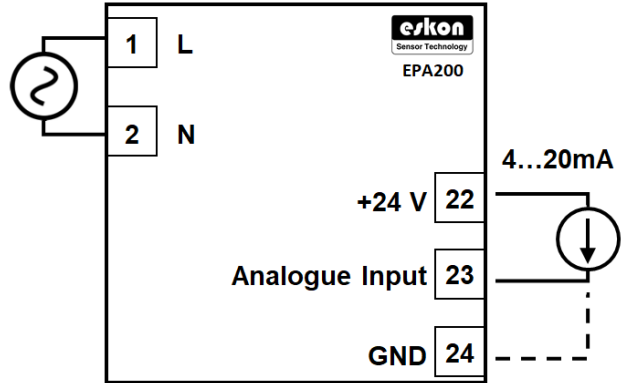 1 L
eskon
Sensor Technology
EPA200
2 N
4...20mA
+24 V 22
Analogue Input 23
GND 24